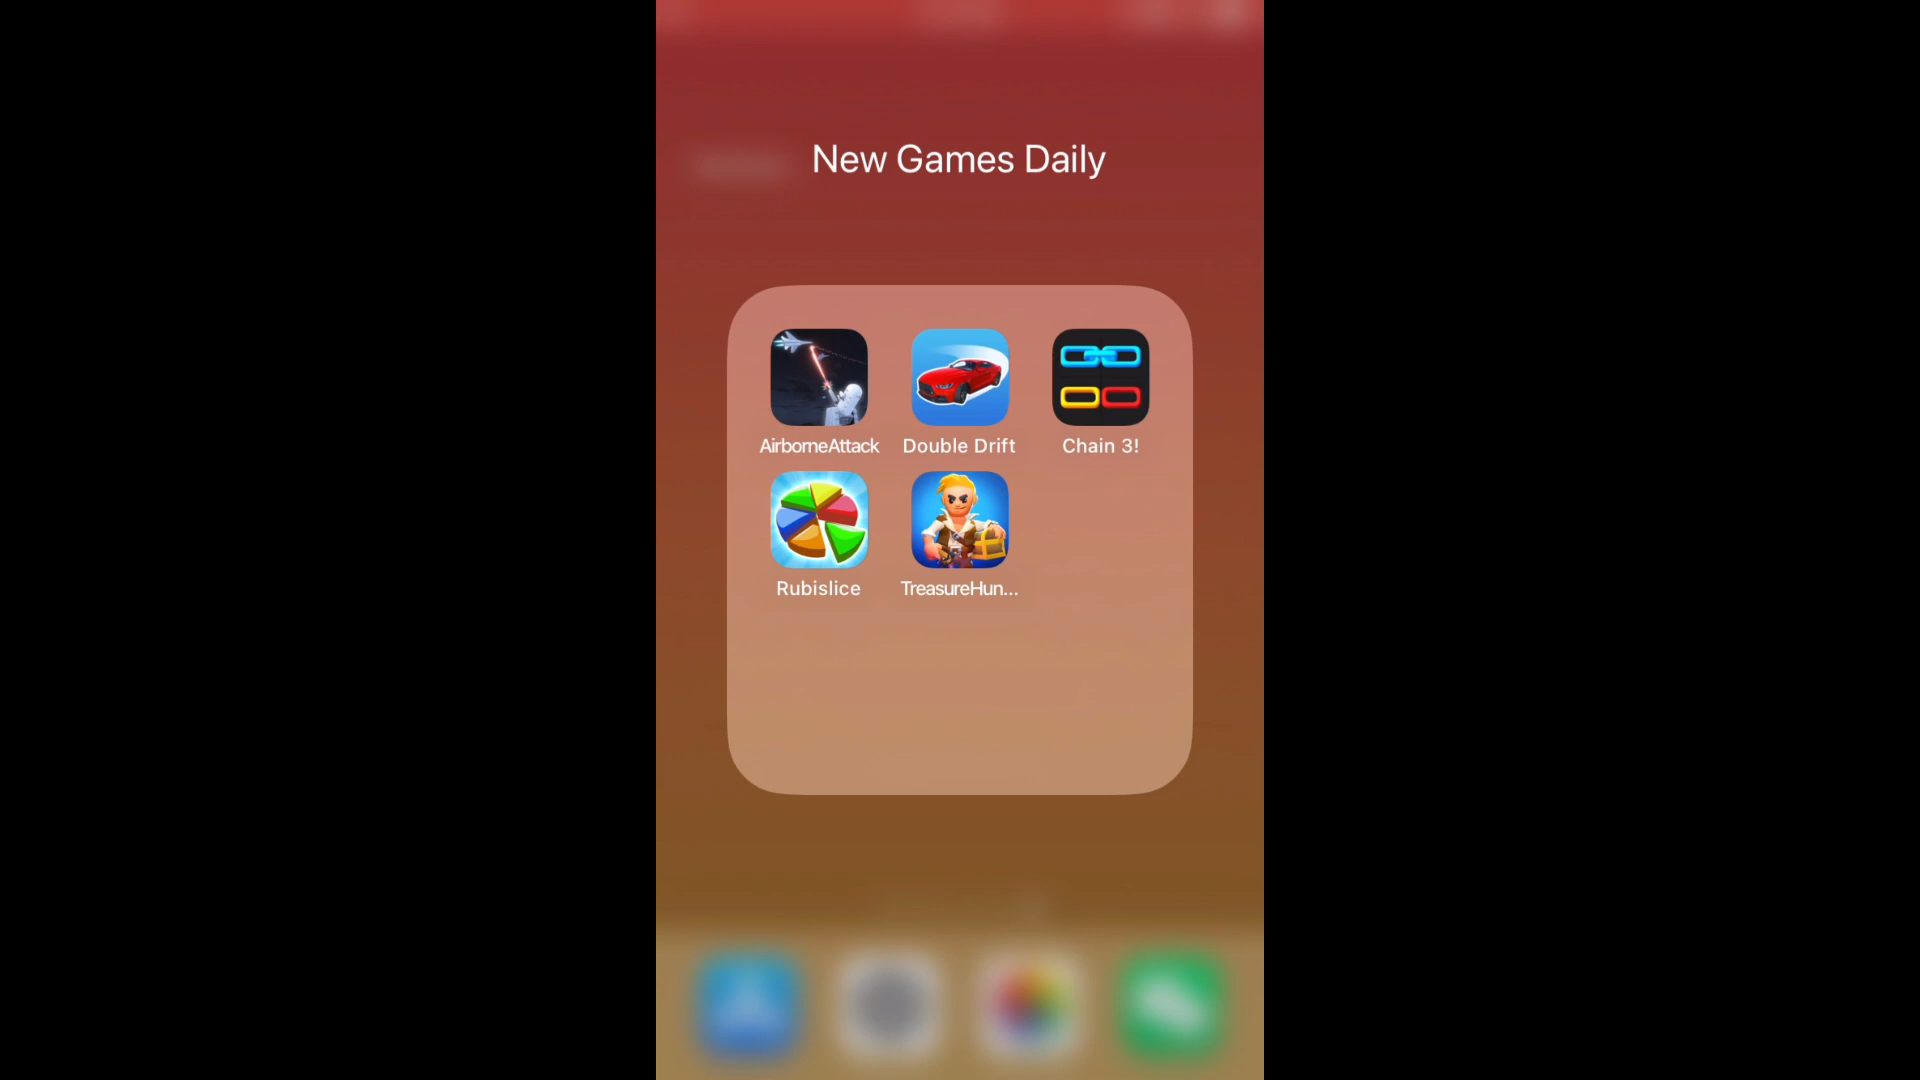 New Games Daily
AirborneAttack
Double Drift
Chain 3!
Rubislice
TreasureHun...